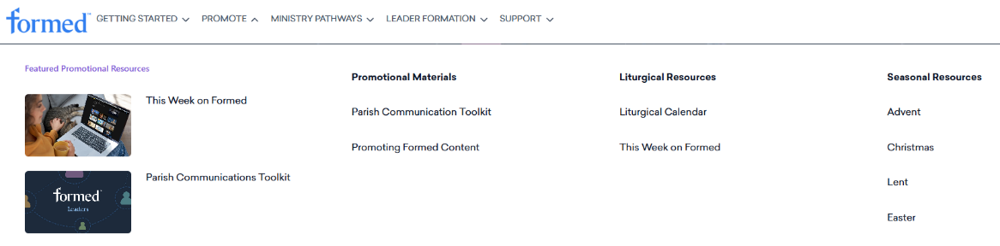 formed™ GETTING STARTED PROMOTE MINISTRY PATHWAYS LEADER FORMATION SUPPORT
Featured Promotional Resources
This Week on Formed
formed™
Leaders
Parish Communications Toolkit
Promotional Materials
Parish Communication Toolkit
Promoting Formed Content
Liturgical Resources
Liturgical Calendar
This Week on Formed
Seasonal Resources
Advent
Christmas
Lent
Easter